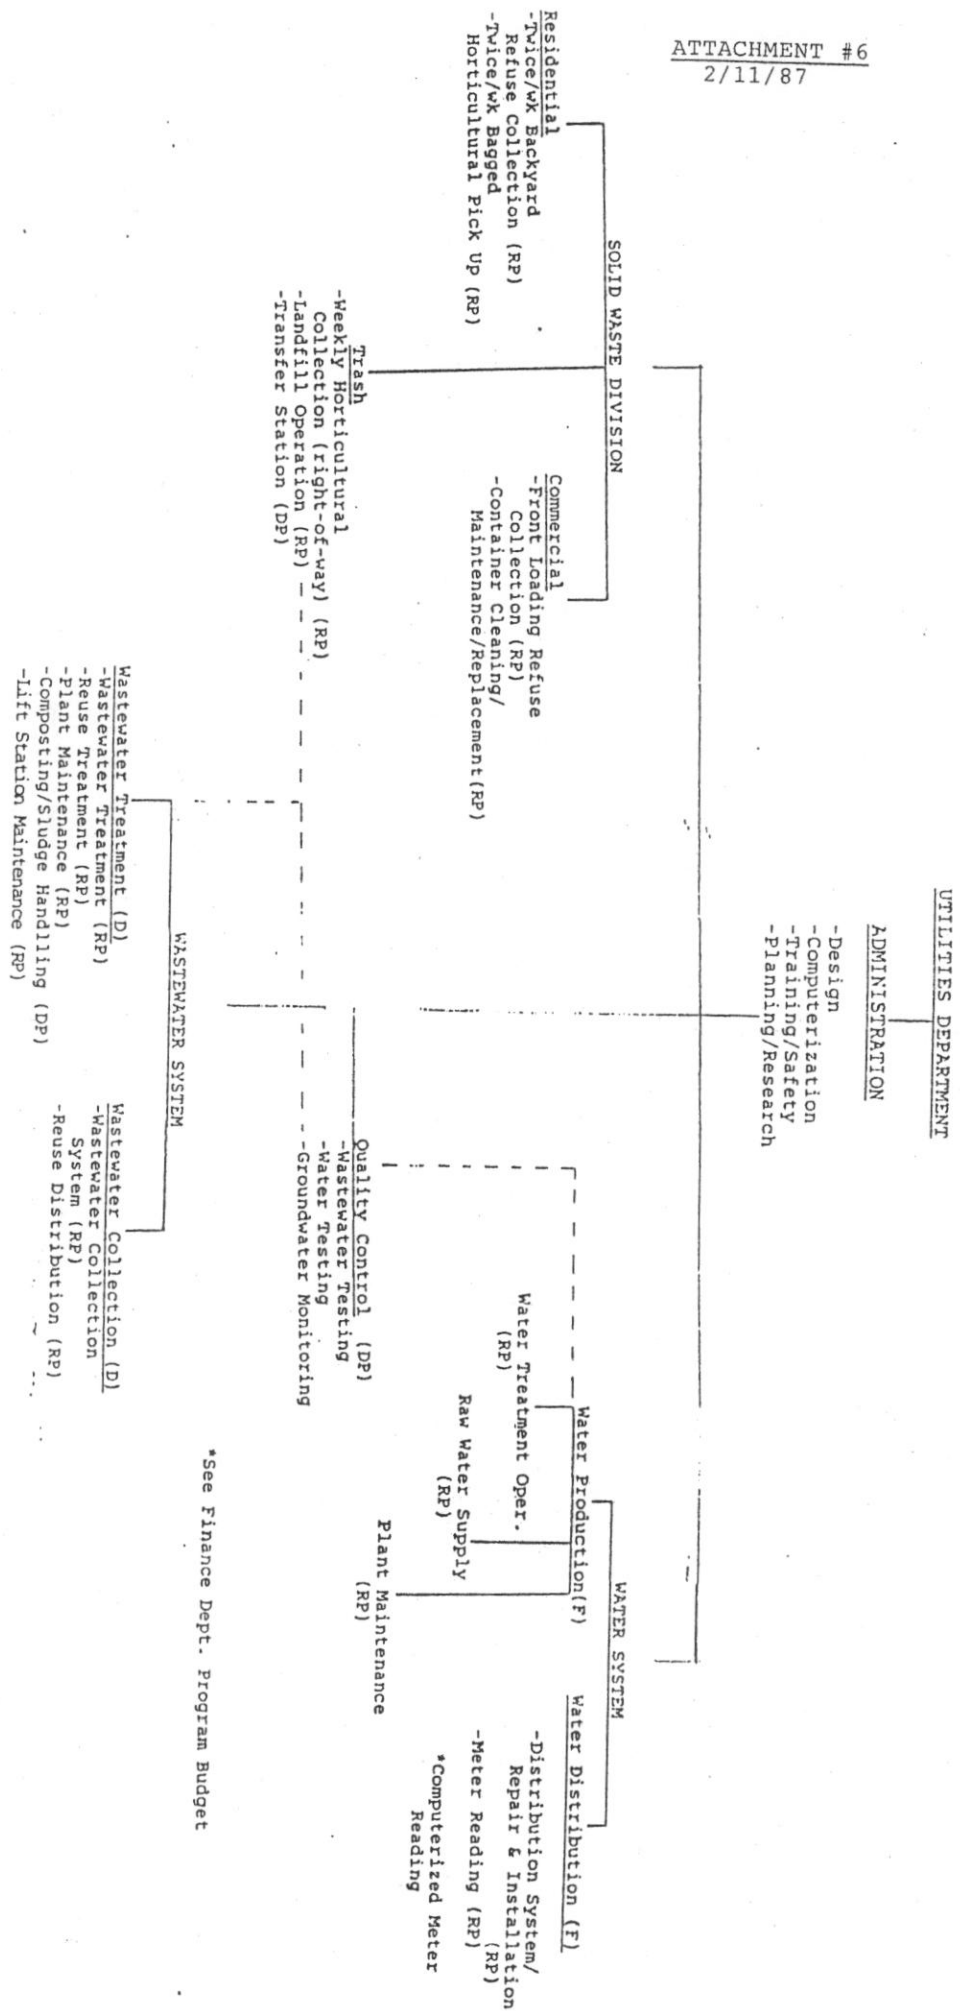 ATTACHMENT #6
2/11/87
UTILITIES DEPARTMENT
ADMINISTRATION
-Design
-Computerization
-Training/Safety
-Planning/Research
SOLID WASTE DIVISION
Residential
-Twice/wk Backyard
Refuse Collection (RP)
-Twice/wk Bagged
Horticultural Pick Up (RP)
Trash
-Weekly Horticultural
Collection (right-of-way) (RP)
-Landfill Operation (RP)
-Transfer Station (DP)
Commercial
-Front Loading Refuse
Collection (RP)
-Container Cleaning/
Maintenance/Replacement(RP)
WASTEWATER SYSTEM
Wastewater Treatment (D)
-Wastewater Treatment (RP)
-Reuse Treatment (RP)
-Plant Maintenance (RP)
-Composting/Sludge Handlling (DP)
-Lift Station Maintenance (RP)
Wastewater Collection (D)
-Wastewater Collection
System (RP)
-Reuse Distribution (RP)
Quality Control (DP)
-Wastewater Testing
-Water Testing
-Groundwater Monitoring
WATER SYSTEM
Water Production(F)
Water Treatment Oper.
(RP)
Raw Water Supply
(RP)
Plant Maintenance
(RP)
Water Distribution (F)
-Distribution System/
Repair & Installation
(RP)
-Meter Reading (RP)
*Computerized Meter
Reading
*See Finance Dept. Program Budget